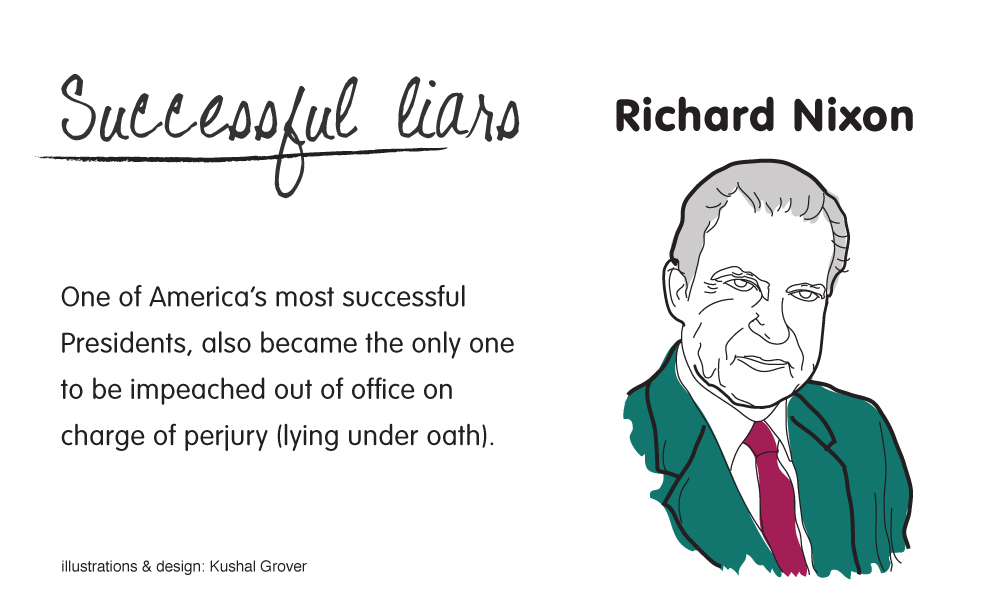 Successful liars
Richard Nixon
One of America's most successful
Presidents, also became the only one
to be impeached out of office on
charge of perjury (lying under oath).
illustrations & design: Kushal Grover